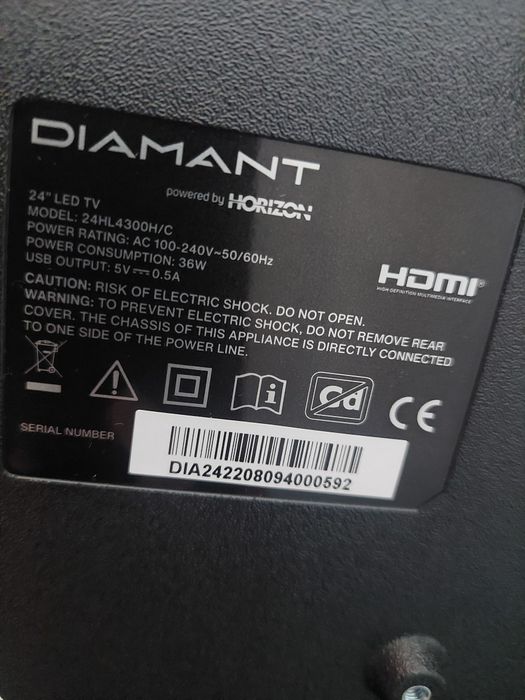 DIAMANT
powered by HORIZON
24" LED TV
MODEL: 24HL4300H/C
POWER RATING: AC 100-240V~50/60Hz
POWER CONSUMPTION: 36W
USB OUTPUT: 5V⎓0.5A
HDMI®
HIGH DEFINITION MULTIMEDIA INTERFACE
CAUTION: RISK OF ELECTRIC SHOCK. DO NOT OPEN.
WARNING: TO PREVENT ELECTRIC SHOCK, DO NOT REMOVE REAR
COVER. THE CHASSIS OF THIS APPLIANCE IS DIRECTLY CONNECTED
TO ONE SIDE OF THE POWER LINE.
Cd
CE
SERIAL NUMBER
DIA242208094000592